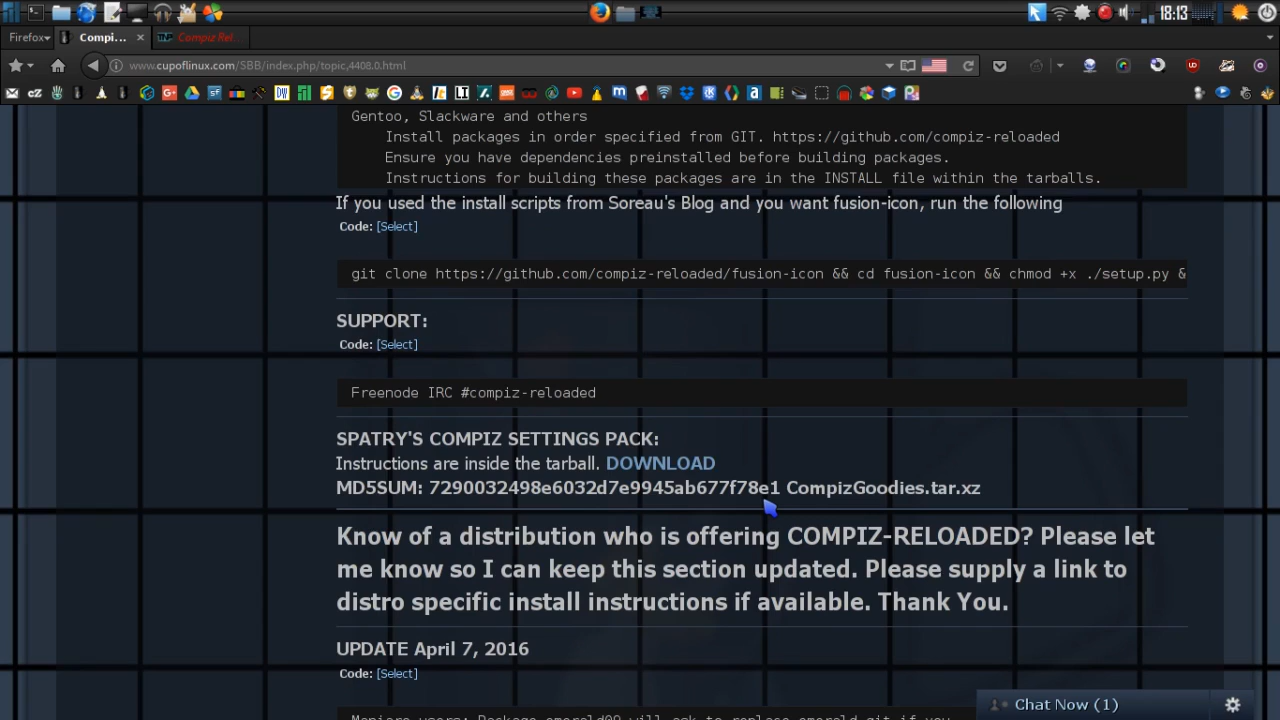 18:13
Firefox
Compi...
Compiz Rel
www.cupoflinux.com/SBB/index.php/topic,4408.0.html
Gentoo, Slackware and others
Install packages in order specified from GIT. https://github.com/compiz-reloaded
Ensure you have dependencies preinstalled before building packages.
Instructions for building these packages are in the INSTALL file within the tarballs.
If you used the install scripts from Soreau's Blog and you want fusion-icon, run the following
Code: [Select]
git clone https://github.com/compiz-reloaded/fusion-icon && cd fusion-icon && chmod +x ./setup.py &
SUPPORT:
Code: [Select]
Freenode IRC #compiz-reloaded
SPATRY'S COMPIZ SETTINGS PACK:
Instructions are inside the tarball. DOWNLOAD
MD5SUM: 7290032498e6032d7e9945ab677f78e1 CompizGoodies.tar.xz
Know of a distribution who is offering COMPIZ-RELOADED? Please let
me know so I can keep this section updated. Please supply a link to
distro specific install instructions if available. Thank You.
UPDATE April 7, 2016
Code: [Select]
Chat Now (1)